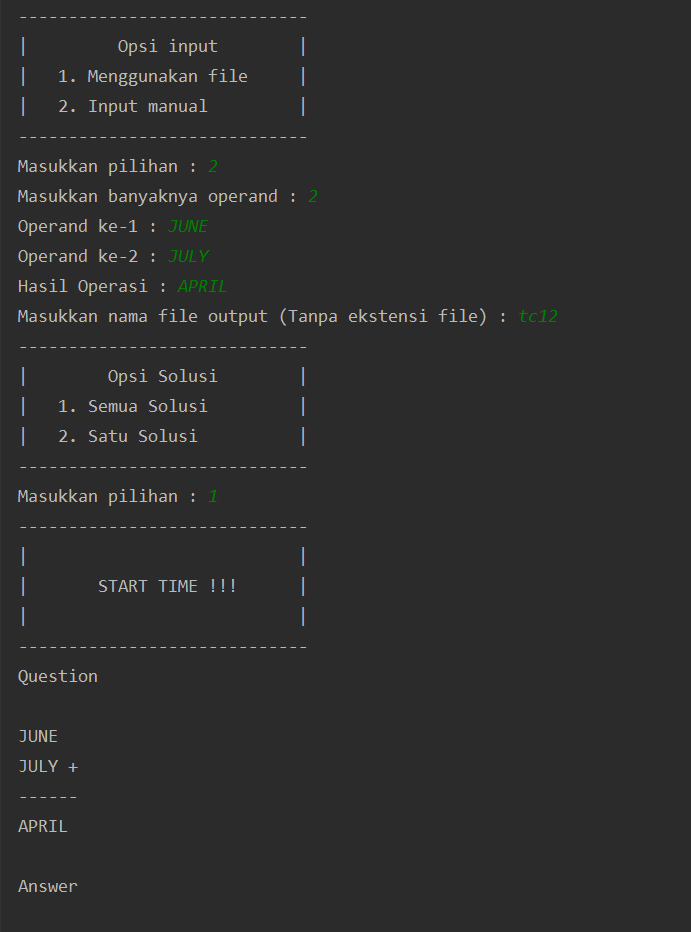 -----------------------------
|         Opsi input        |
|   1. Menggunakan file     |
|   2. Input manual         |
-----------------------------
Masukkan pilihan : 2
Masukkan banyaknya operand : 2
Operand ke-1 : JUNE
Operand ke-2 : JULY
Hasil Operasi : APRIL
Masukkan nama file output (Tanpa ekstensi file) : tc12
-----------------------------
|        Opsi Solusi        |
|   1. Semua Solusi         |
|   2. Satu Solusi          |
-----------------------------
Masukkan pilihan : 1
-----------------------------
|                           |
|       START TIME !!!      |
|                           |
-----------------------------
Question

JUNE
JULY +
------
APRIL

Answer